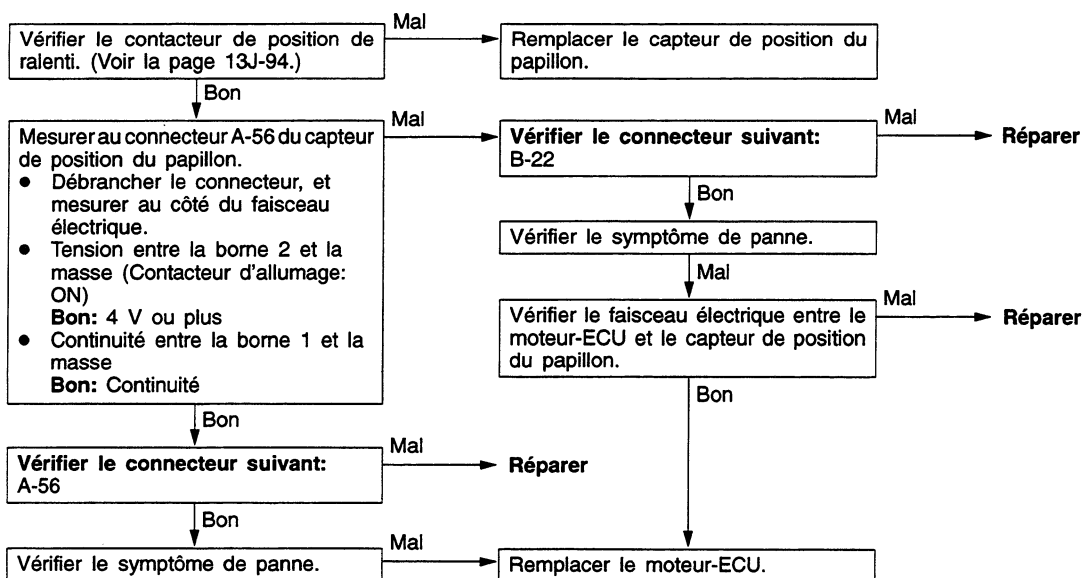 Vérifier le contacteur de position de
ralenti. (Voir la page 13J-94.)
Mal
Remplacer le capteur de position du
papillon.
Bon
Mesurer au connecteur A-56 du capteur
de position du papillon.
● Débrancher le connecteur, et
mesurer au côté du faisceau
électrique.
● Tension entre la borne 2 et la
masse (Contacteur d'allumage:
ON)
Bon: 4 V ou plus
● Continuité entre la borne 1 et la
masse
Bon: Continuité
Mal
Vérifier le connecteur suivant:
B-22
Mal
Réparer
Bon
Vérifier le symptôme de panne.
Mal
Vérifier le faisceau électrique entre le
moteur-ECU et le capteur de position
du papillon.
Mal
Réparer
Bon
Bon
Vérifier le connecteur suivant:
A-56
Mal
Réparer
Bon
Vérifier le symptôme de panne.
Mal
Remplacer le moteur-ECU.